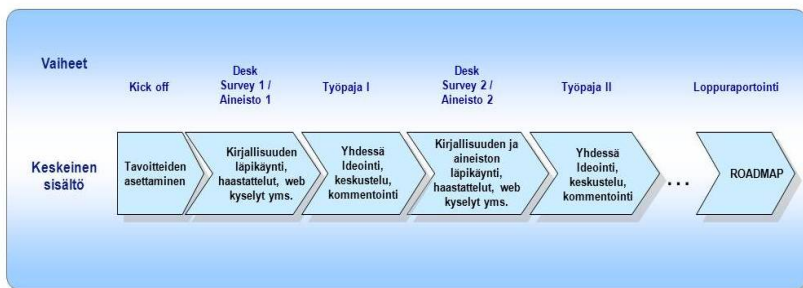 Vaiheet
Kick off
Desk
Survey 1 /
Aineisto 1
Työpaja I
Desk
Survey 2 /
Aineisto 2
Työpaja II
Loppuraportointi
Keskeinen
sisältö
Tavoitteiden
asettaminen
Kirjallisuuden
läpikäynti,
haastattelut, web
kyselyt yms.
Yhdessä
Ideointi,
keskustelu,
kommentointi
Kirjallisuuden ja
aineiston
läpikäynti,
haastattelut, web
kyselyt yms.
Yhdessä
Ideointi,
keskustelu,
kommentointi
...
ROADMAP